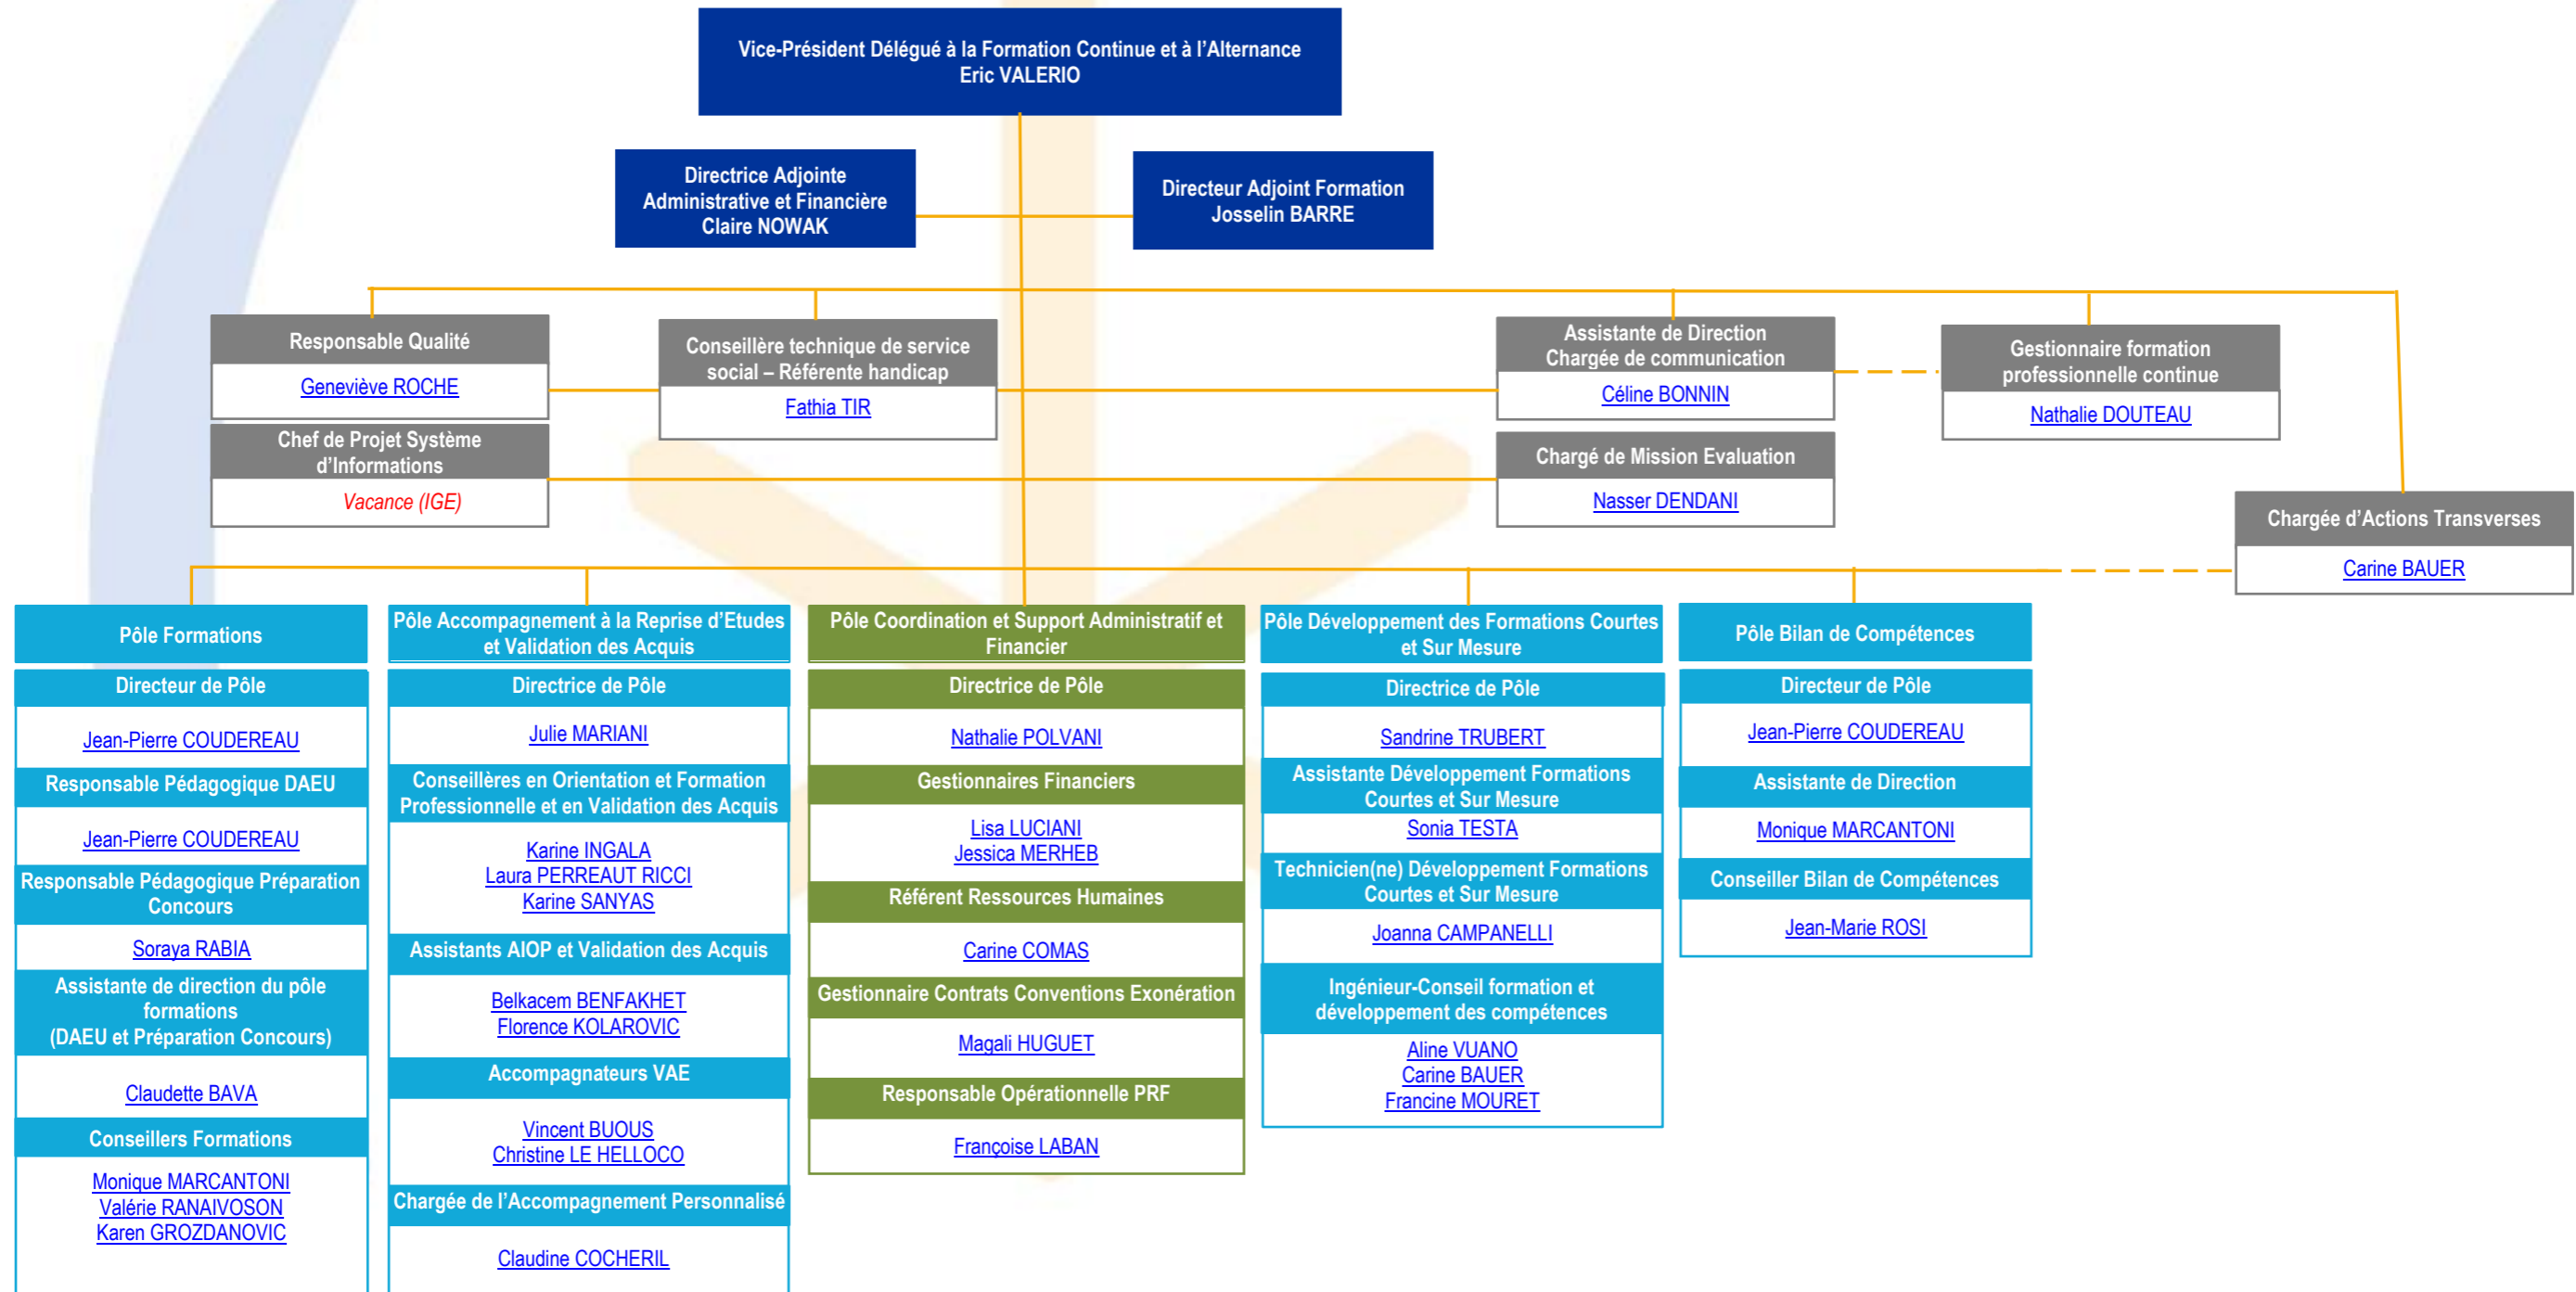 Vice-Président Délégué à la Formation Continue et à l'Alternance
Eric VALERIO
Directrice Adjointe
Administrative et Financière
Claire NOWAK
Directeur Adjoint Formation
Josselin BARRE
Responsable Qualité
Geneviève ROCHE
Conseillère technique de service
social – Référente handicap
Fathia TIR
Assistante de Direction
Chargée de communication
Céline BONNIN
Gestionnaire formation
professionnelle continue
Nathalie DOUTEAU
Chef de Projet Système
d'Informations
Vacance (IGE)
Chargé de Mission Evaluation
Nasser DENDANI
Chargée d'Actions Transverses
Carine BAUER
Pôle Formations
Directeur de Pôle
Jean-Pierre COUDEREAU
Responsable Pédagogique DAEU
Jean-Pierre COUDEREAU
Responsable Pédagogique Préparation
Concours
Soraya RABIA
Assistante de direction du pôle
formations
(DAEU et Préparation Concours)
Claudette BAVA
Conseillers Formations
Monique MARCANTONI
Valérie RANAIVOSON
Karen GROZDANOVIC
Pôle Accompagnement à la Reprise d'Etudes
et Validation des Acquis
Directrice de Pôle
Julie MARIANI
Conseillères en Orientation et Formation
Professionnelle et en Validation des Acquis
Karine INGALA
Laura PERREAUT RICCI
Karine SANYAS
Assistants AIOP et Validation des Acquis
Belkacem BENFAKHET
Florence KOLAROVIC
Accompagnateurs VAE
Vincent BUOUS
Christine LE HELLOCO
Chargée de l'Accompagnement Personnalisé
Claudine COCHERIL
Pôle Coordination et Support Administratif et
Financier
Directrice de Pôle
Nathalie POLVANI
Gestionnaires Financiers
Lisa LUCIANI
Jessica MERHEB
Référent Ressources Humaines
Carine COMAS
Gestionnaire Contrats Conventions Exonération
Magali HUGUET
Responsable Opérationnelle PRF
Françoise LABAN
Pôle Développement des Formations Courtes
et Sur Mesure
Directrice de Pôle
Sandrine TRUBERT
Assistante Développement Formations
Courtes et Sur Mesure
Sonia TESTA
Technicien(ne) Développement Formations
Courtes et Sur Mesure
Joanna CAMPANELLI
Ingénieur-Conseil formation et
développement des compétences
Aline VUANO
Carine BAUER
Francine MOURET
Pôle Bilan de Compétences
Directeur de Pôle
Jean-Pierre COUDEREAU
Assistante de Direction
Monique MARCANTONI
Conseiller Bilan de Compétences
Jean-Marie ROSI